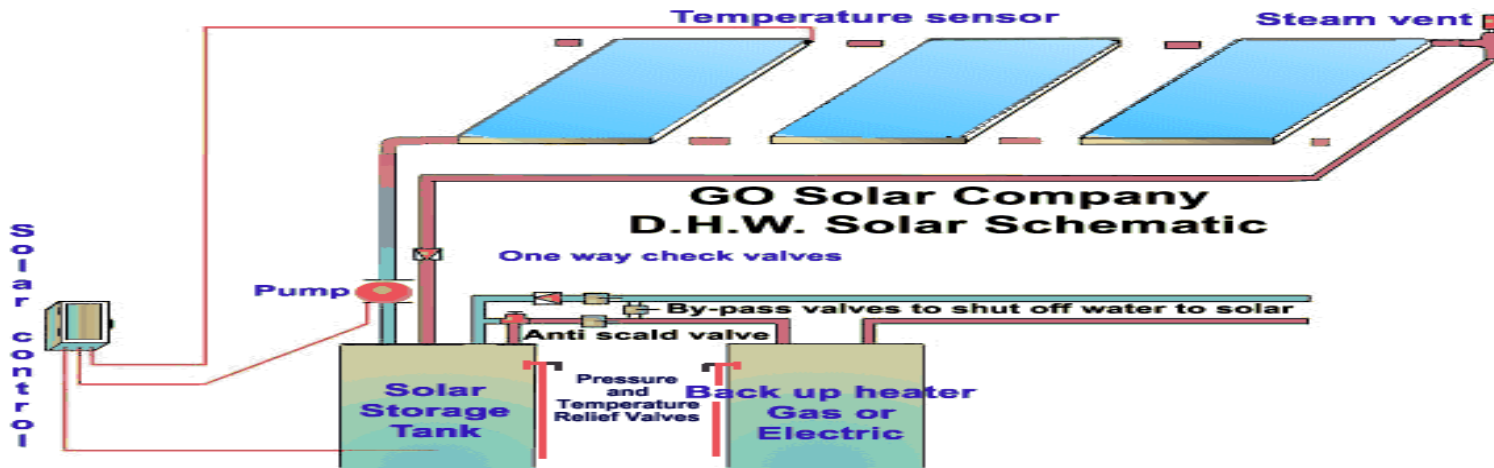 Temperature sensor
Steam vent
GO Solar Company
D.H.W. Solar Schematic
Solar control
One way check valves
Pump
By-pass valves to shut off water to solar
Anti scald valve
Solar
Storage
Tank
Pressure
and
Temperature
Relief Valves
Back up heater
Gas or
Electric